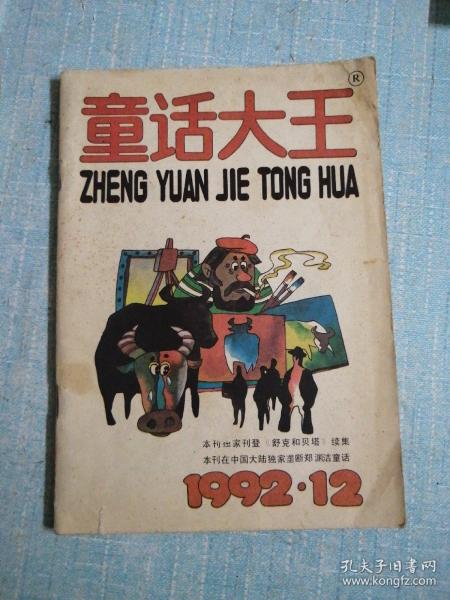 童话大王®
ZHENG YUAN JIE TONG HUA
本刊独家刊登《舒克和贝塔》续集
本刊在中国大陆独家垄断郑渊洁童话
1992·12
孔夫子旧书网
www.kongfz.com